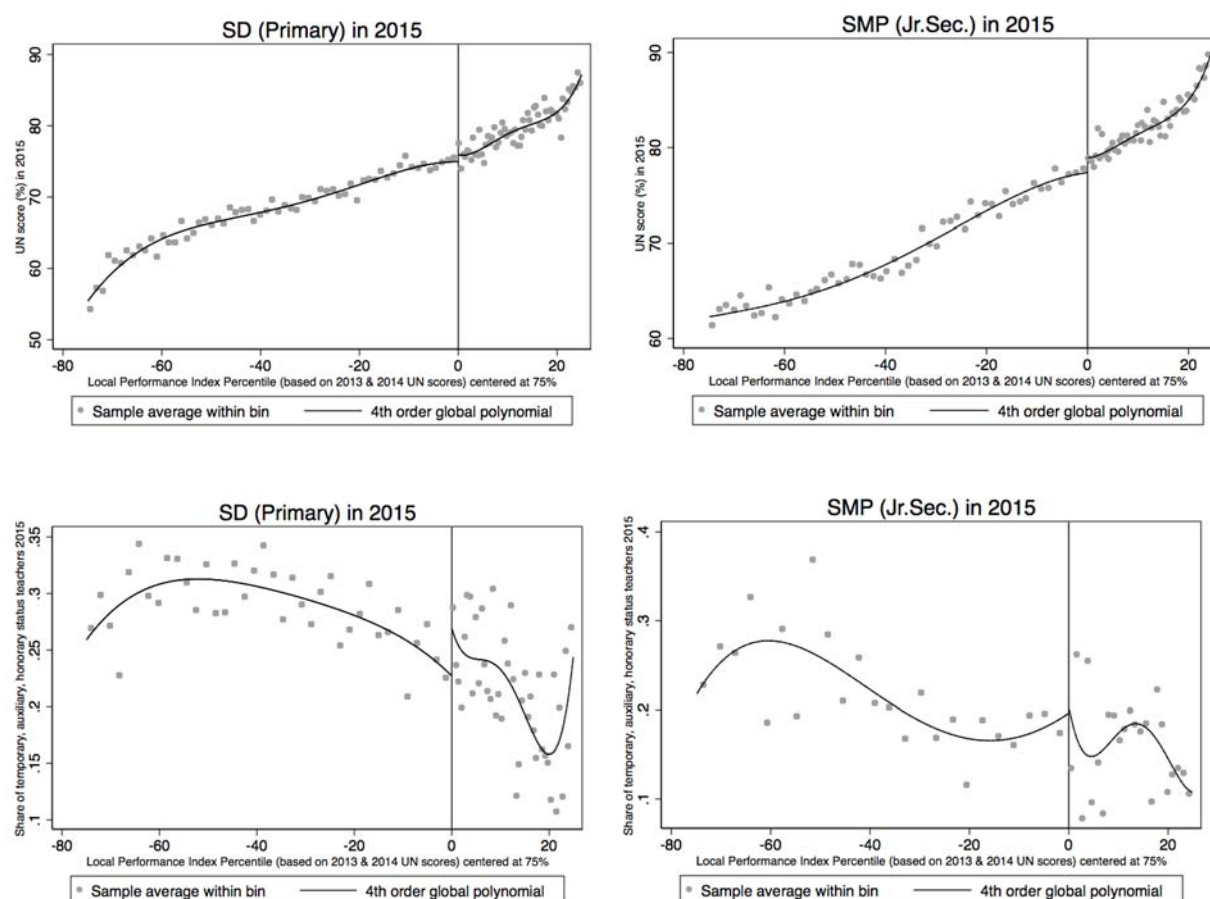 SD (Primary) in 2015
UN score (%) in 2015
90
80
70
60
50
-80 -60 -40 -20 0 20
Local Performance Index Percentile (based on 2013 & 2014 UN scores) centered at 75%
Sample average within bin 4th order global polynomial
SMP (Jr.Sec.) in 2015
UN score (%) in 2015
90
80
70
60
-80 -60 -40 -20 0 20
Local Performance Index Percentile (based on 2013 & 2014 UN scores) centered at 75%
Sample average within bin 4th order global polynomial
SD (Primary) in 2015
Share of temporary, auxiliary, honorary status teachers 2015
.35
.3
.25
.2
.15
.1
-80 -60 -40 -20 0 20
Local Performance Index Percentile (based on 2013 & 2014 UN scores) centered at 75%
Sample average within bin 4th order global polynomial
SMP (Jr.Sec.) in 2015
Share of temporary, auxiliary, honorary status teachers 2015
.4
.3
.2
.1
-80 -60 -40 -20 0 20
Local Performance Index Percentile (based on 2013 & 2014 UN scores) centered at 75%
Sample average within bin 4th order global polynomial